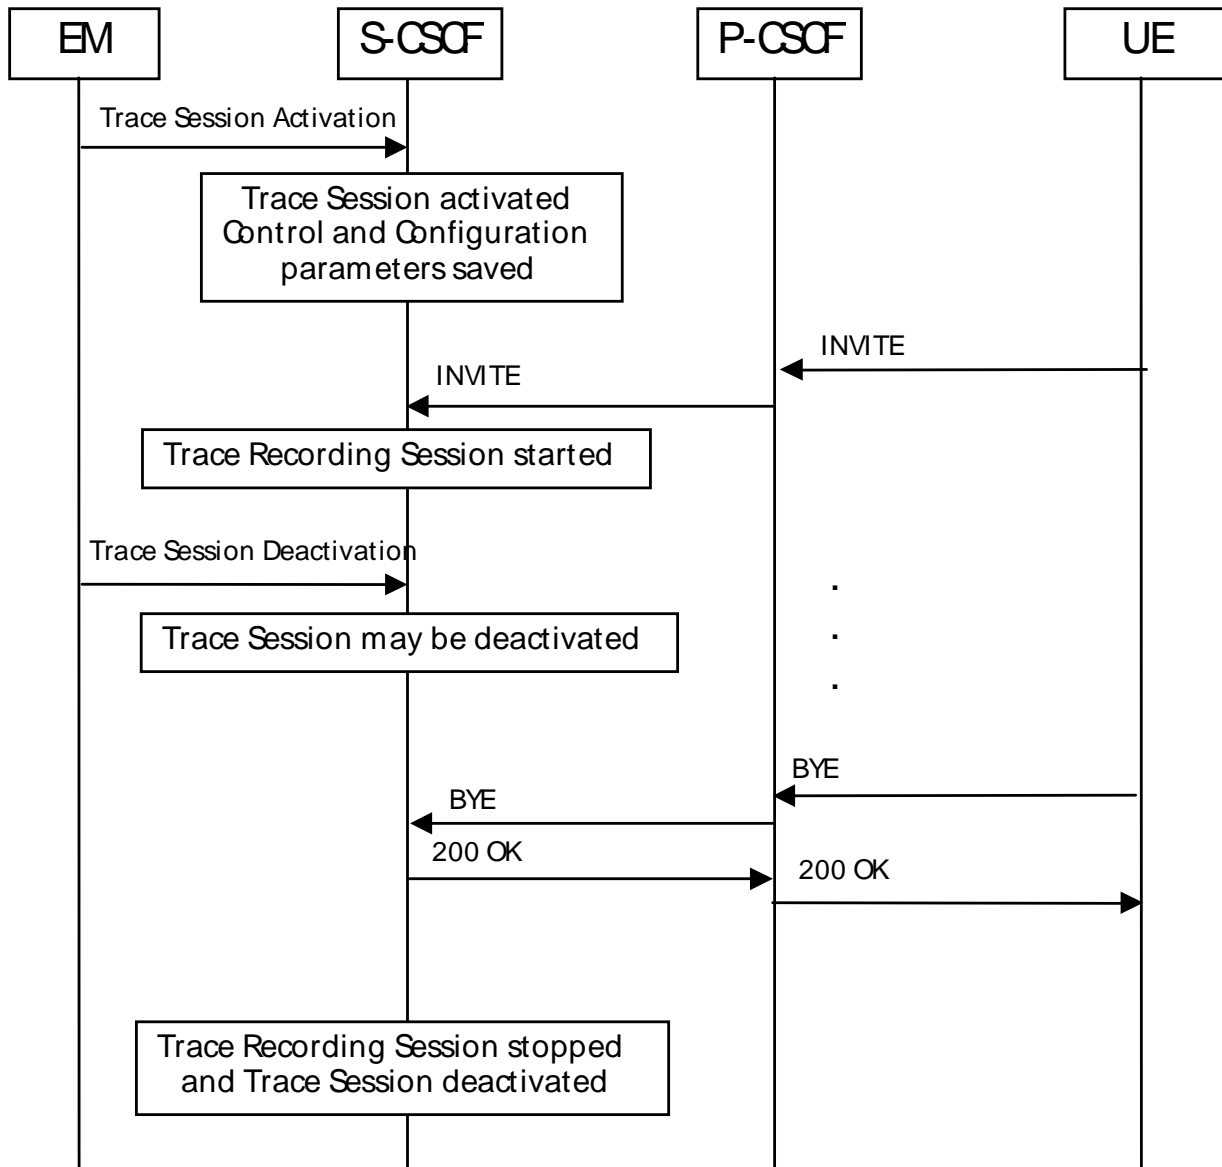 EM
S-CSCF
P-CSCF
UE
Trace Session Activation
Trace Session activated
Control and Configuration
parameters saved
INVITE
INVITE
Trace Recording Session started
Trace Session Deactivation
.
Trace Session may be deactivated
.
.
BYE
BYE
200 OK
200 OK
Trace Recording Session stopped
and Trace Session deactivated